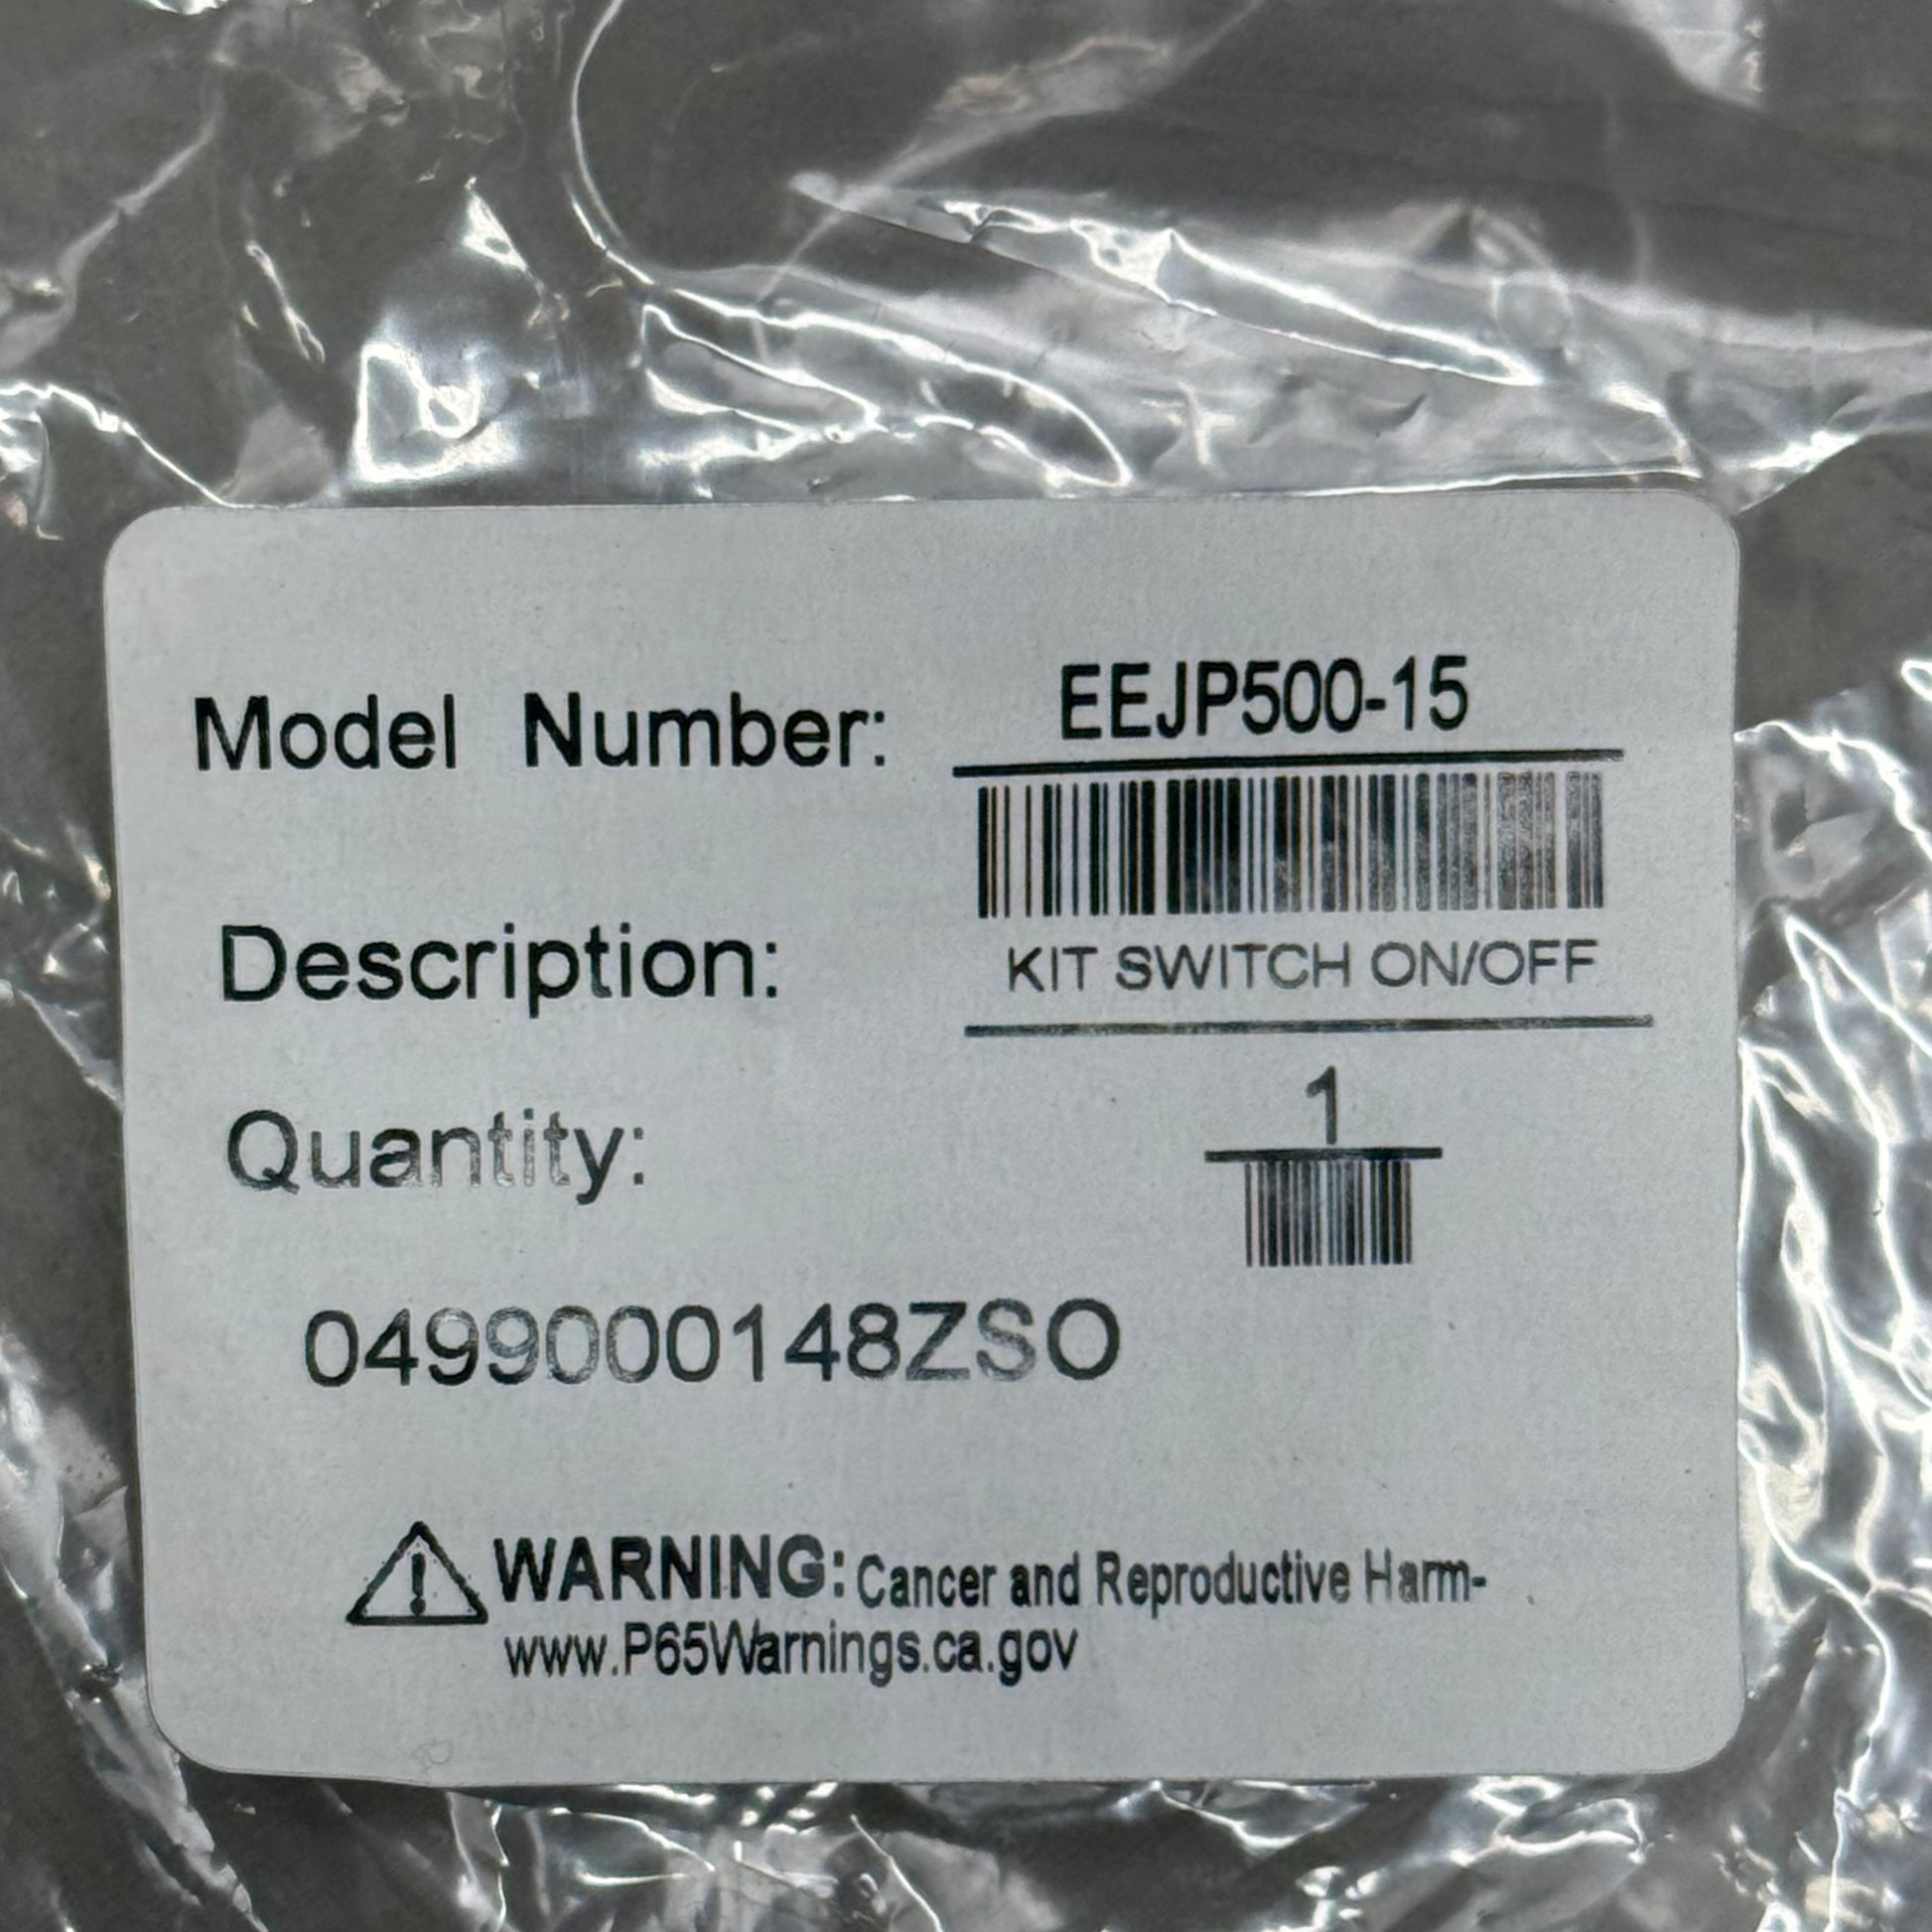 Model Number: EEJP500-15
Description: KIT SWITCH ON/OFF
Quantity: 1
0499000148ZSO
WARNING: Cancer and Reproductive Harm-
www.P65Warnings.ca.gov